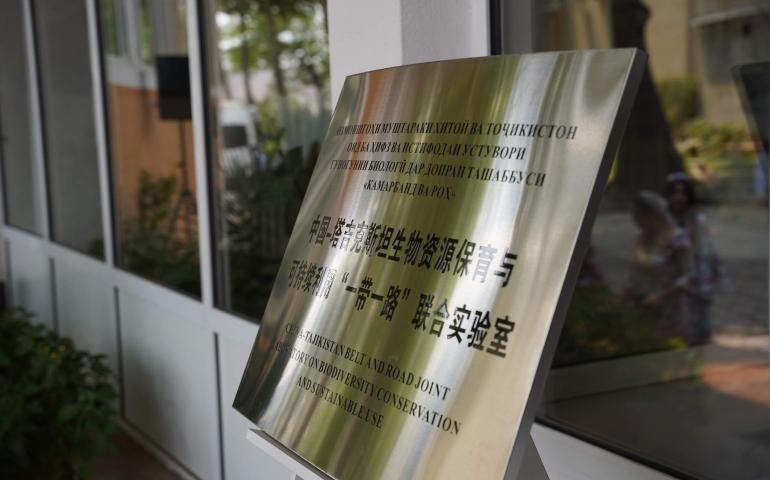 ОЗМОИШГОҲИ МУШТАРАКИ ХИТОЙ ВА ТОҶИКИСТОН
ОИД БА ҲИФЗ ВА ИСТИФОДАИ УСТУВОРИ
ГУНОГУНИИ БИОЛОГӢ ДАР ДОИРАИ ТАШАББУСИ
«КАМАРБАНД ВА РОҲ»
中国-塔吉克斯坦生物资源保育与
可持续利用“一带一路”联合实验室
CHINA-TAJIKISTAN BELT AND ROAD JOINT
ON BIODIVERSITY CONSERVATION
AND SUSTAINABLE USE